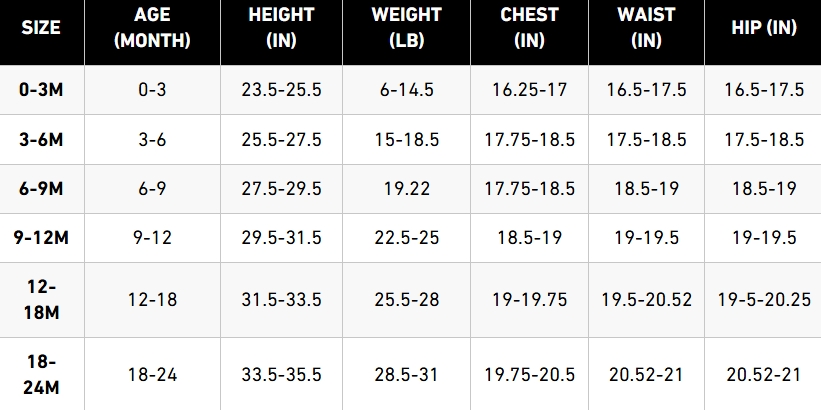 SIZE AGE (MONTH) HEIGHT (IN) WEIGHT (LB) CHEST (IN) WAIST (IN) HIP (IN)
0-3M 0-3 23.5-25.5 6-14.5 16.25-17 16.5-17.5 16.5-17.5
3-6M 3-6 25.5-27.5 15-18.5 17.75-18.5 17.5-18.5 17.5-18.5
6-9M 6-9 27.5-29.5 19.22 17.75-18.5 18.5-19 18.5-19
9-12M 9-12 29.5-31.5 22.5-25 18.5-19 19-19.5 19-19.5
12-18M 12-18 31.5-33.5 25.5-28 19-19.75 19.5-20.52 19-5-20.25
18-24M 18-24 33.5-35.5 28.5-31 19.75-20.5 20.52-21 20.52-21